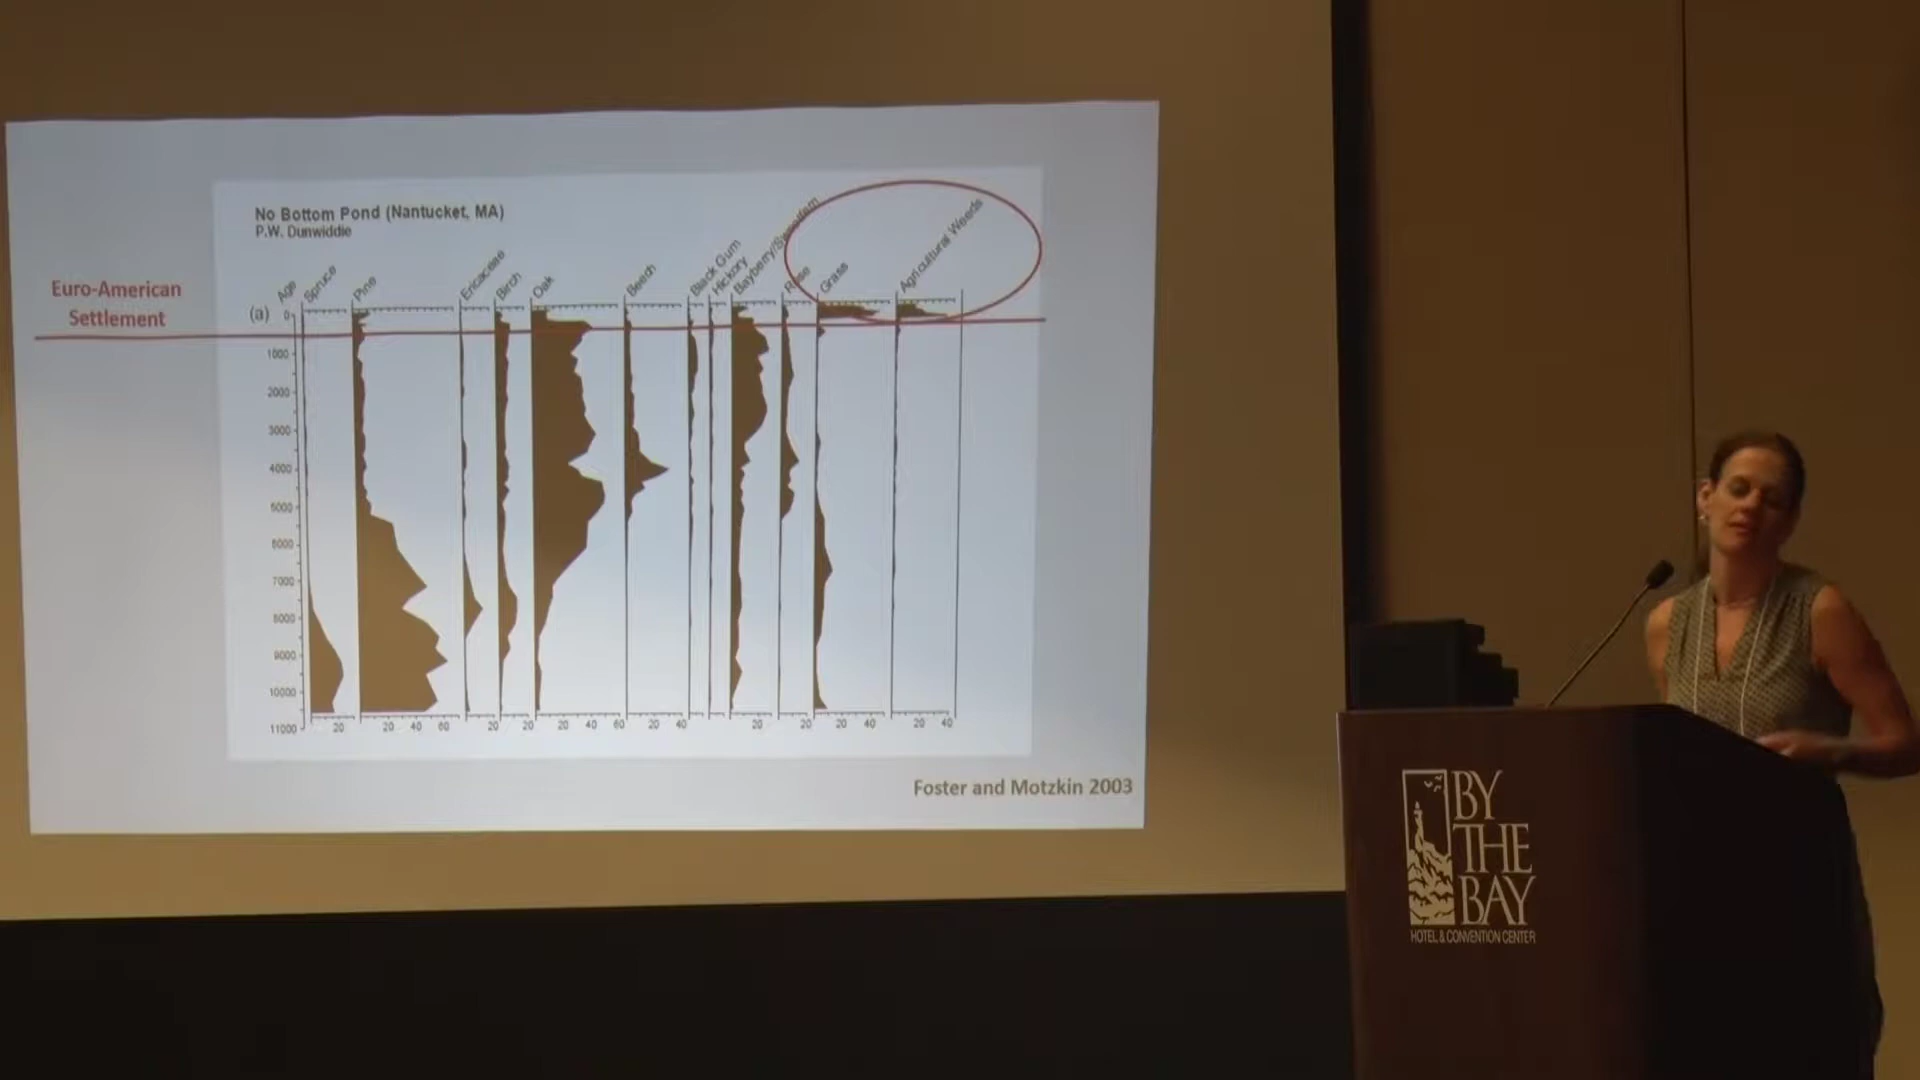 No Bottom Pond (Nantucket, MA)
P.W. Dunwiddie
Euro-American
Settlement
Age
Spruce
Pine
Ericaceae
Birch
Oak
Beech
Black Gum
Hickory
Grass
Agricultural Weeds
(a) 0
1000
2000
3000
4000
5000
6000
7000
8000
9000
10000
11000
20 20 40 60 20 20 20 40 60 20 40 20 20 20 40 20 40
Foster and Motzkin 2003
BY
THE
BAY
HOTEL & CONVENTION CENTER